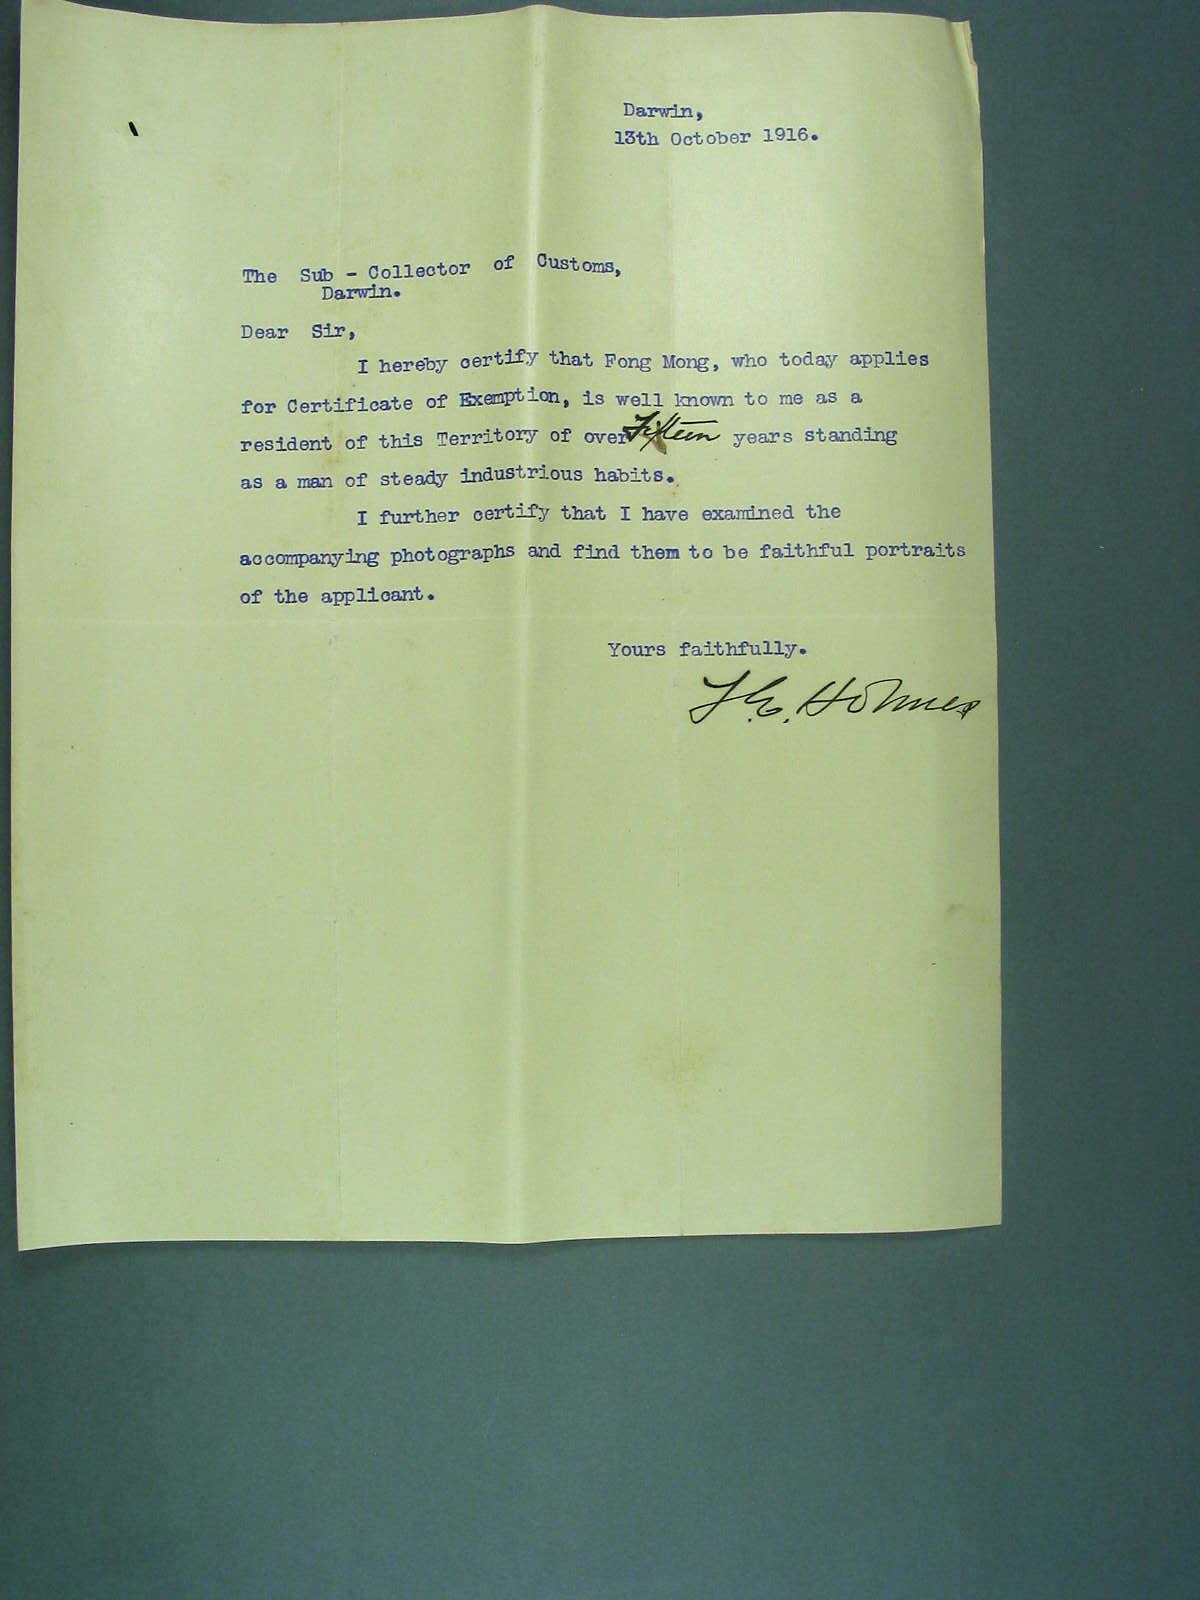 Darwin,
13th October 1916.
The Sub - Collector of Customs,
Darwin.
Dear Sir,
I hereby certify that Fong Mong, who today applies
for Certificate of Exemption, is well known to me as a
resident of this Territory of over Fifteen years standing
as a man of steady industrious habits.
I further certify that I have examined the
accompanying photographs and find them to be faithful portraits
of the applicant.
Yours faithfully.
Holmes